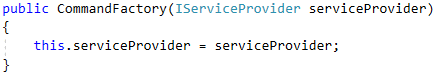 public CommandFactory(IServiceProvider serviceProvider)
{
    this.serviceProvider = serviceProvider;
}